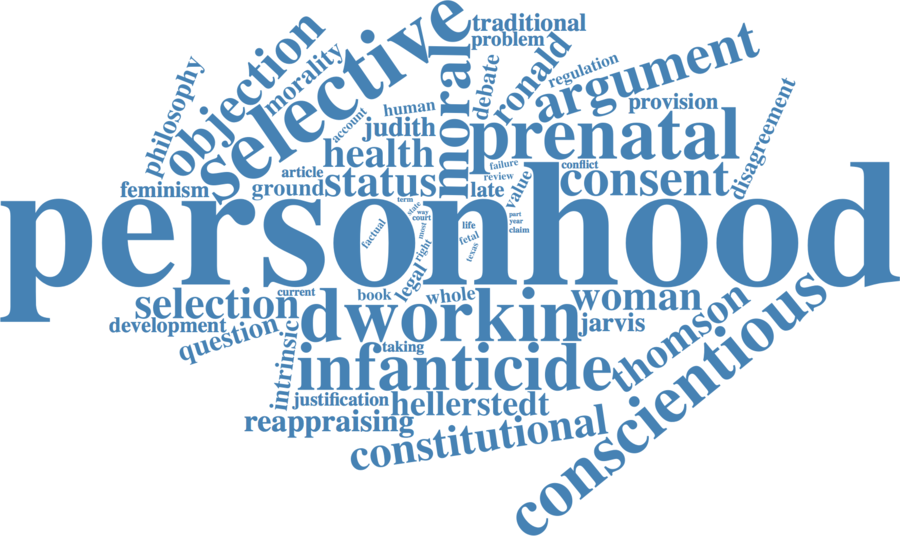 traditional
problem
selective
objection
morality
philosophy
moral
debate
ronald
regulation
argument
provision
disagreement
human
account
judith
health
prenatal
article
feminism
ground
status
late
failure
review
value
conflict
consent
personhood
term
state
way
court
most
right
factual
life
fetal
texas
part
year
claim
legal
selection
current
book
whole
woman
development
question
dworkin
jarvis
thomson
conscientious
intrinsic
taking
infanticide
justification
hellerstedt
reappraising
constitutional